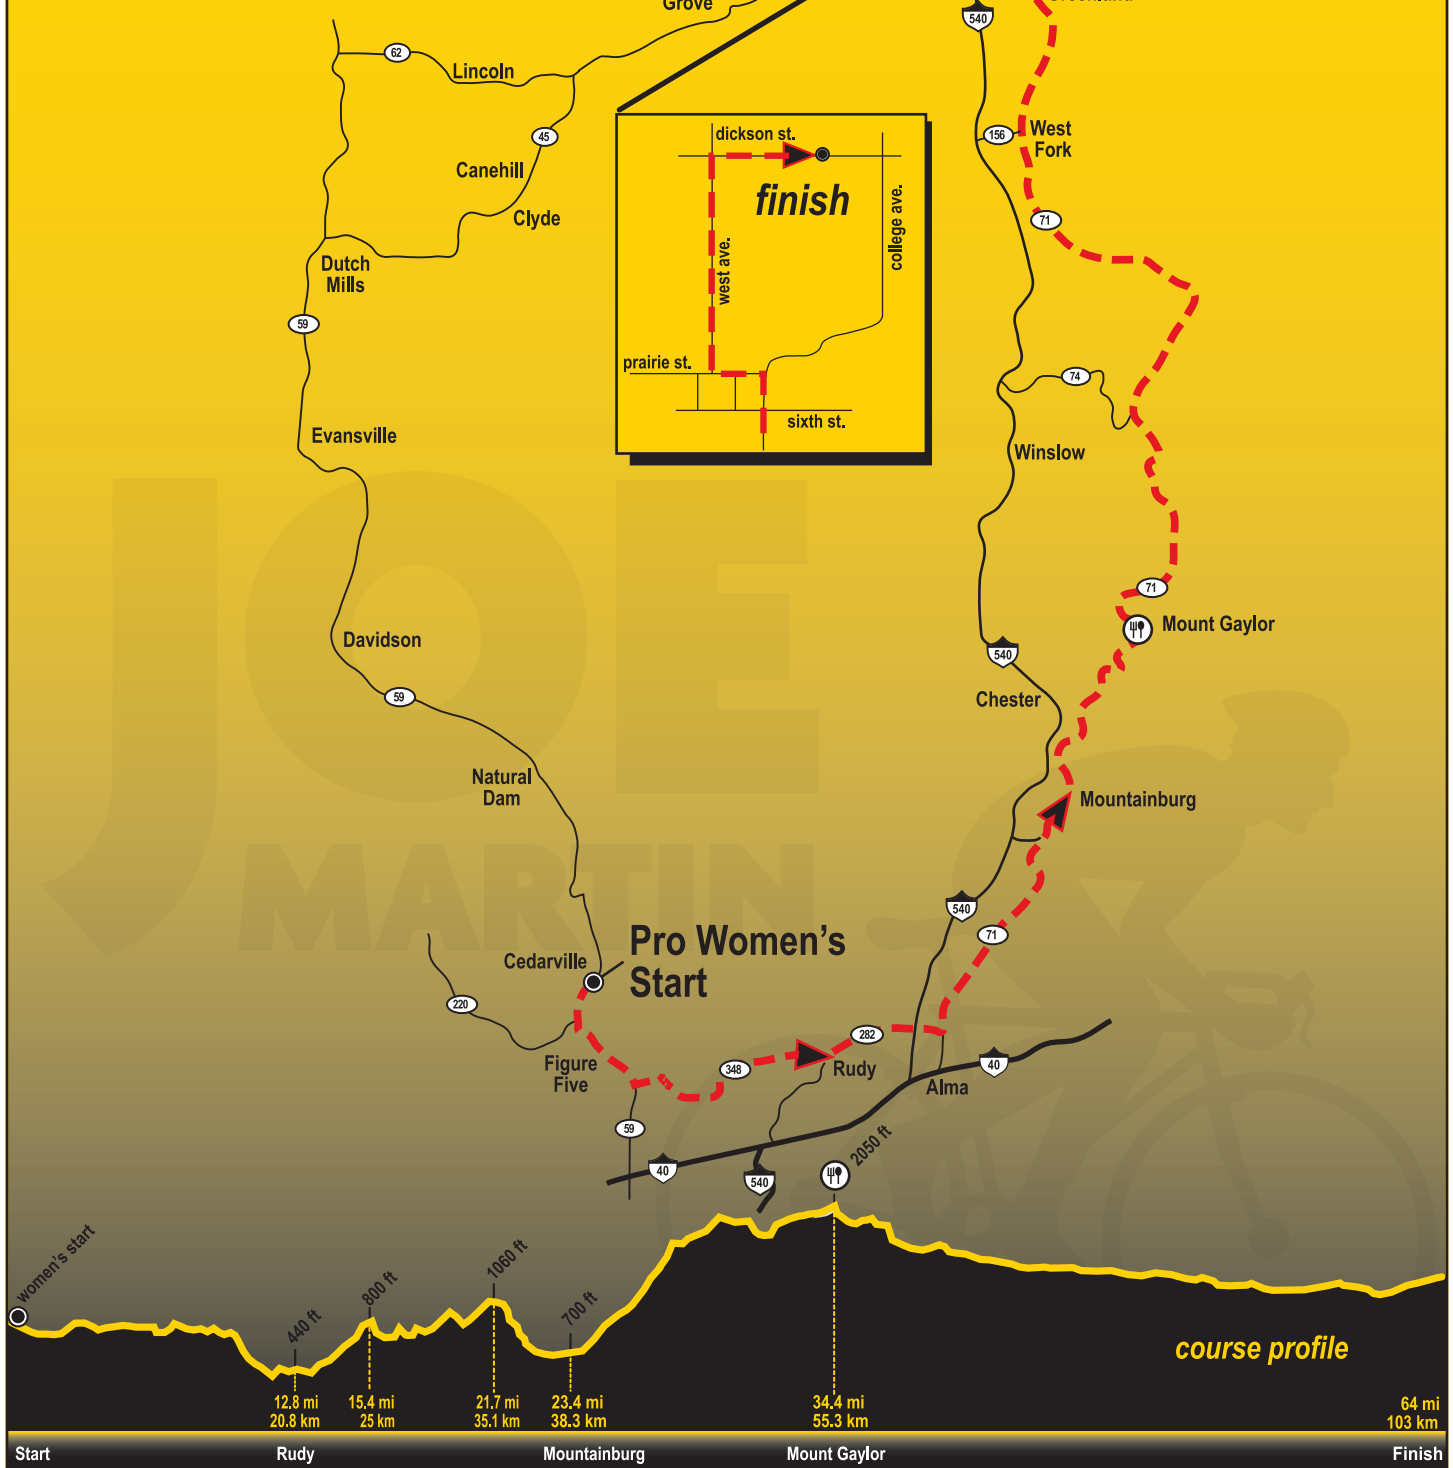 Grove
540
62
Lincoln
45
Canehill
Clyde
Dutch
Mills
59
Evansville
Davidson
59
Natural
Dam
Cedarville
220
Figure
Five
59
dickson st.
finish
west ave.
college ave.
prairie st.
sixth st.
156
West
Fork
71
74
Winslow
71
Mount Gaylor
540
Chester
Mountainburg
540
71
JOE
MARTIN
Pro Women's
Start
348
282
Rudy
Alma
40
40
540
2050 ft
women's start
440 ft
800 ft
1060 ft
700 ft
course profile
12.8 mi
20.8 km
15.4 mi
25 km
21.7 mi
35.1 km
23.4 mi
38.3 km
34.4 mi
55.3 km
64 mi
103 km
Start
Rudy
Mountainburg
Mount Gaylor
Finish